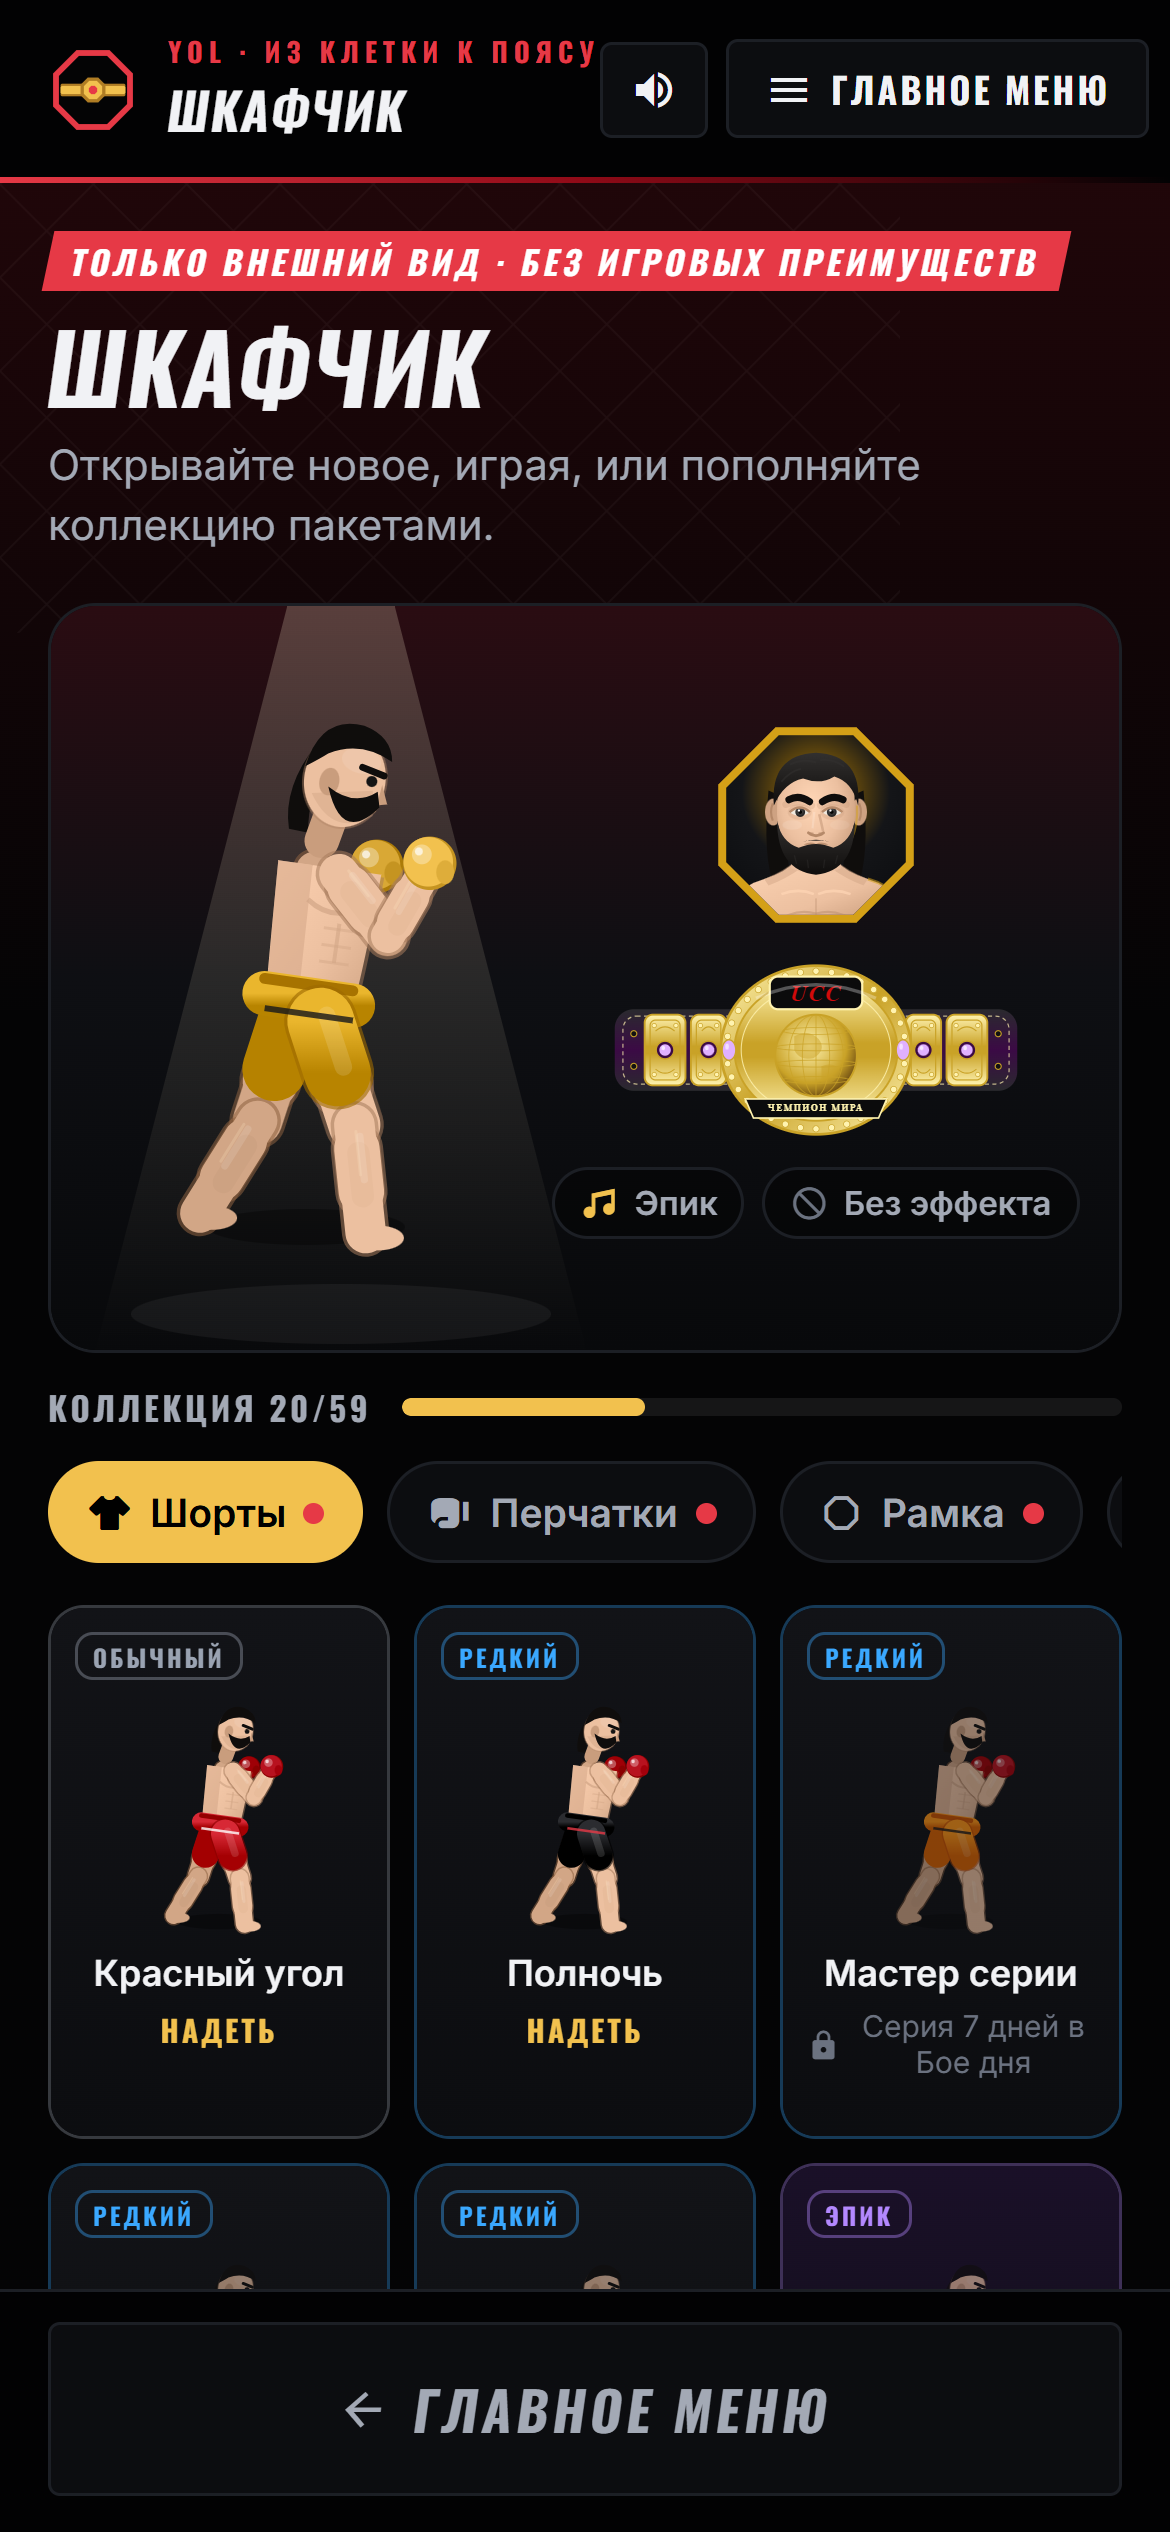 YOL · ИЗ КЛЕТКИ К ПОЯСУ
ШКАФЧИК
ГЛАВНОЕ МЕНЮ
ТОЛЬКО ВНЕШНИЙ ВИД · БЕЗ ИГРОВЫХ ПРЕИМУЩЕСТВ
ШКАФЧИК
Открывайте новое, играя, или пополняйте
коллекцию пакетами.
UCC
ЧЕМПИОН МИРА
Эпик
Без эффекта
КОЛЛЕКЦИЯ 20/59
Шорты
Перчатки
Рамка
ОБЫЧНЫЙ
РЕДКИЙ
РЕДКИЙ
Красный угол
Полночь
Мастер серии
НАДЕТЬ
НАДЕТЬ
Серия 7 дней в
Бое дня
РЕДКИЙ
РЕДКИЙ
ЭПИК
ГЛАВНОЕ МЕНЮ